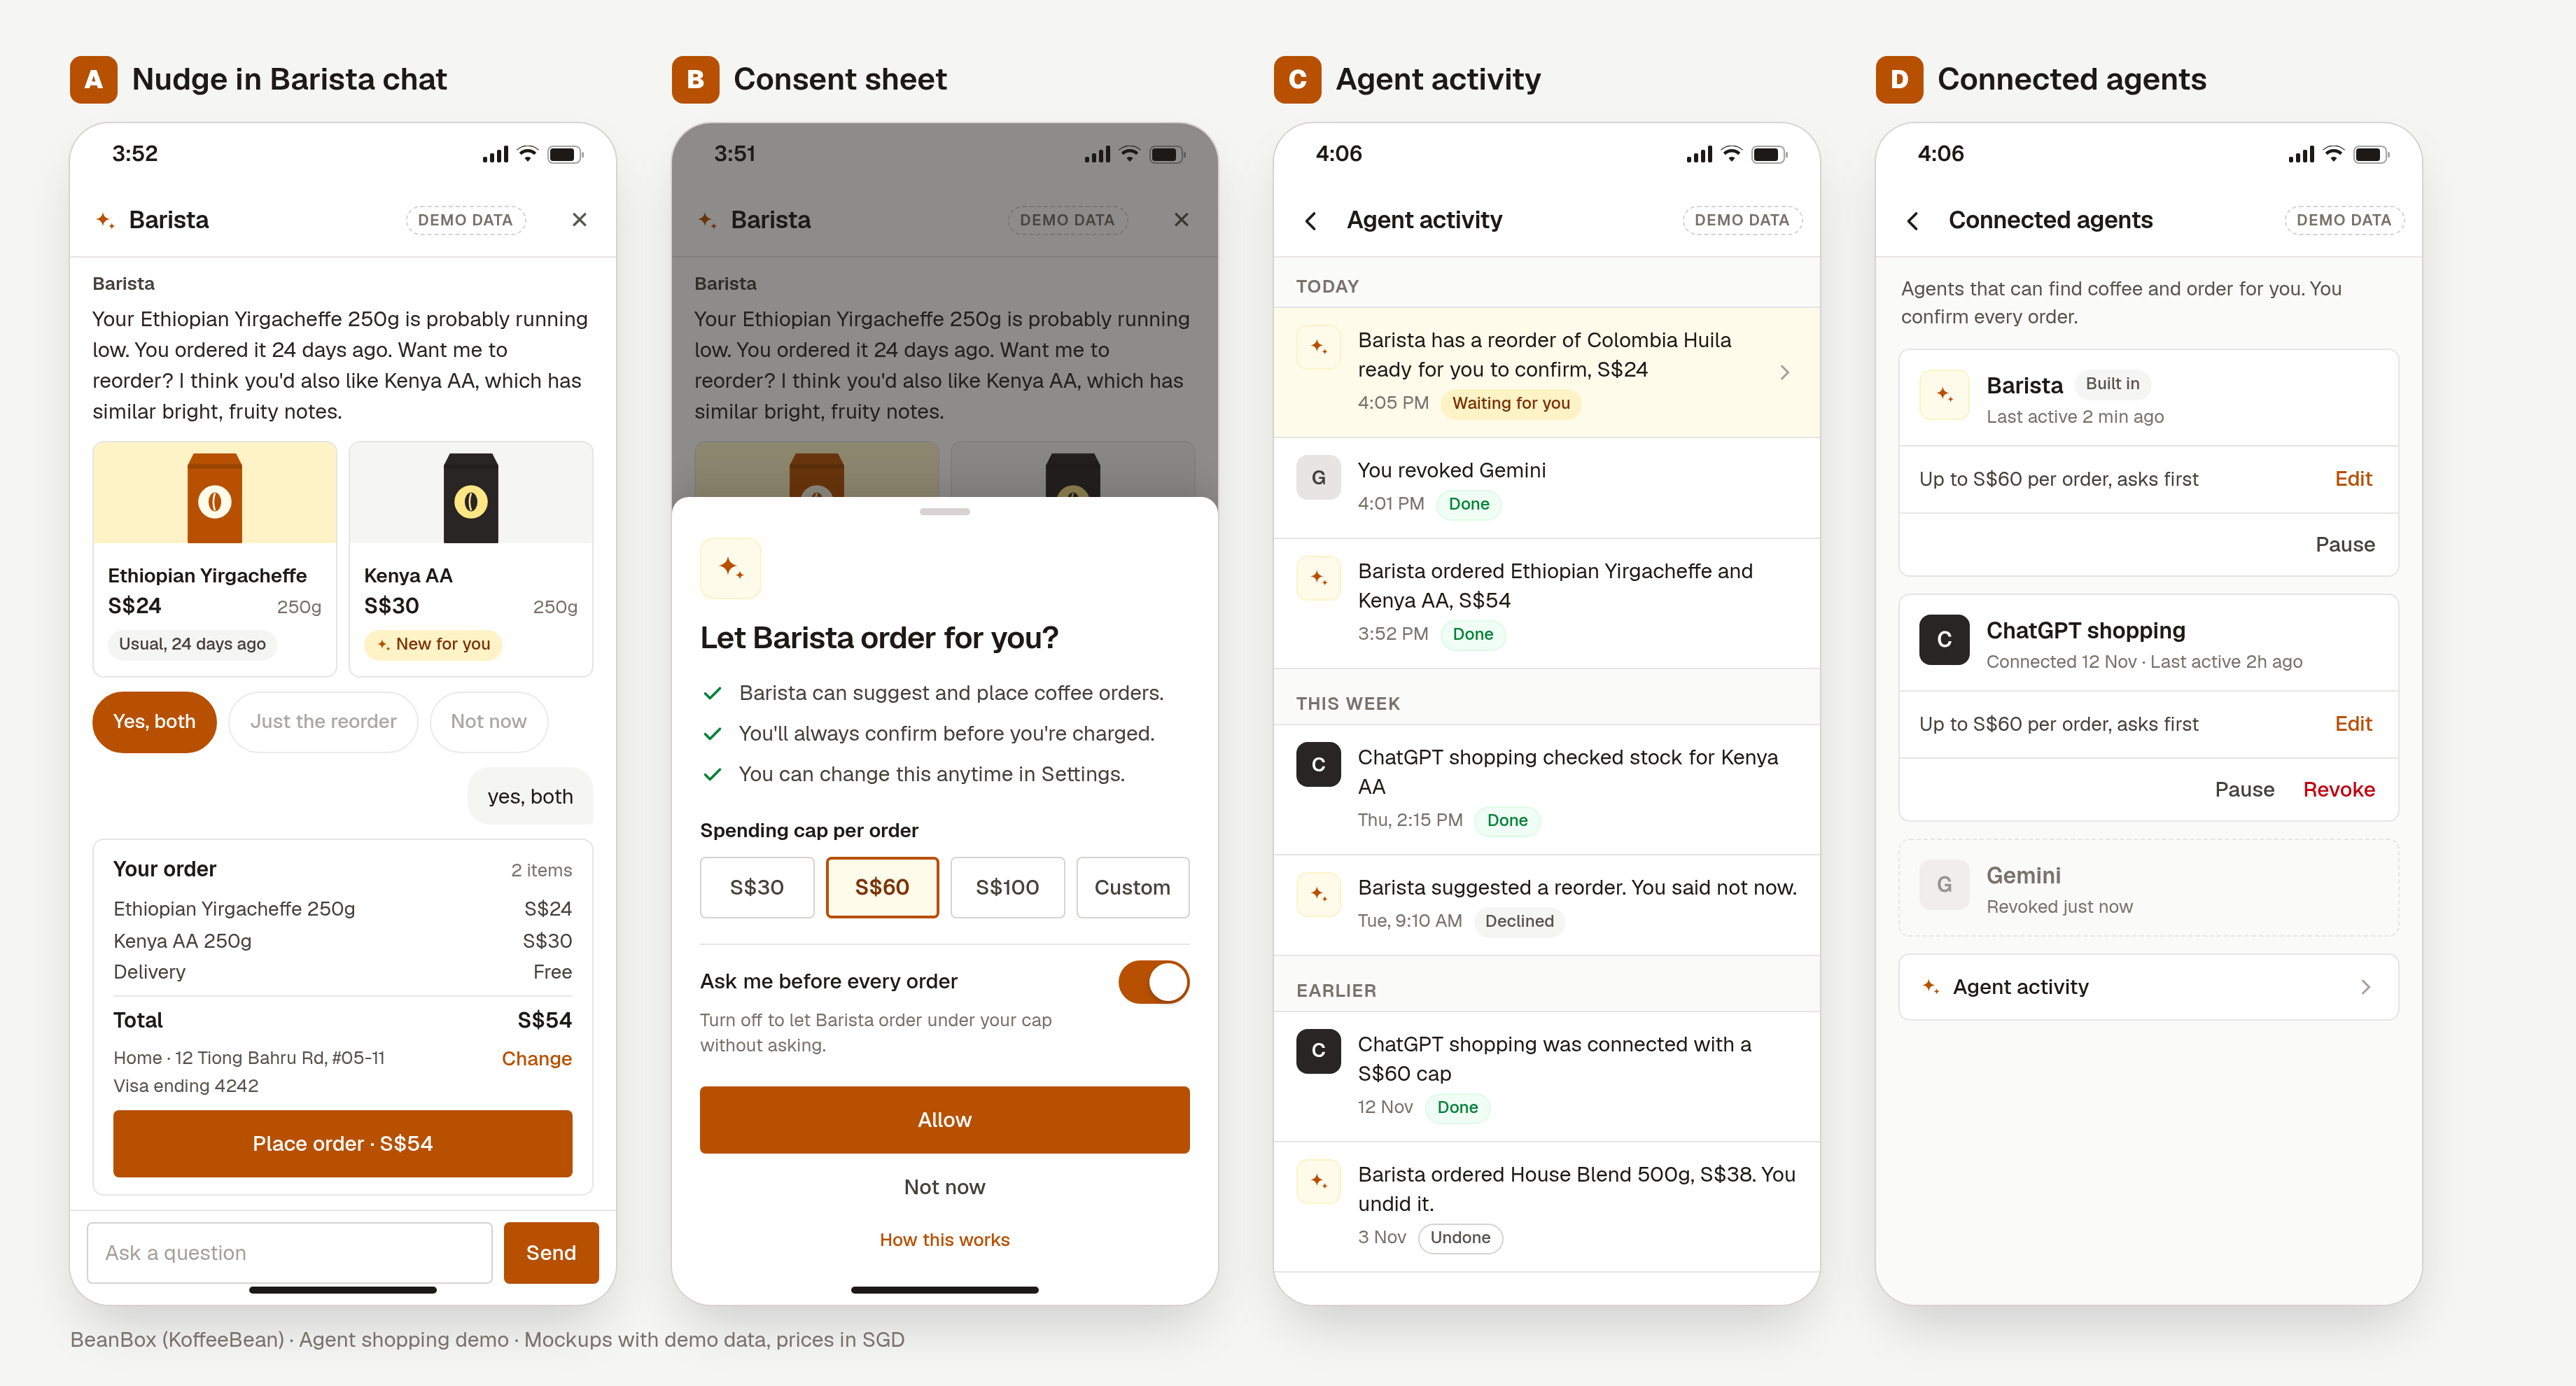 A Nudge in Barista chat
3:52
Barista
DEMO DATA
Barista
Your Ethiopian Yirgacheffe 250g is probably running
low. You ordered it 24 days ago. Want me to
reorder? I think you'd also like Kenya AA, which has
similar bright, fruity notes.
Ethiopian Yirgacheffe
S$24 250g
Usual, 24 days ago
Kenya AA
S$30 250g
New for you
Yes, both
Just the reorder
Not now
yes, both
Your order 2 items
Ethiopian Yirgacheffe 250g S$24
Kenya AA 250g S$30
Delivery Free
Total S$54
Home · 12 Tiong Bahru Rd, #05-11 Change
Visa ending 4242
Place order · S$54
Ask a question
Send
B Consent sheet
3:51
Barista
DEMO DATA
Barista
Your Ethiopian Yirgacheffe 250g is probably running
low. You ordered it 24 days ago. Want me to
reorder? I think you'd also like Kenya AA, which has
similar bright, fruity notes.
Let Barista order for you?
Barista can suggest and place coffee orders.
You'll always confirm before you're charged.
You can change this anytime in Settings.
Spending cap per order
S$30 S$60 S$100 Custom
Ask me before every order
Turn off to let Barista order under your cap
without asking.
Allow
Not now
How this works
C Agent activity
4:06
Agent activity
DEMO DATA
TODAY
Barista has a reorder of Colombia Huila
ready for you to confirm, S$24
4:05 PM Waiting for you
G
You revoked Gemini
4:01 PM Done
Barista ordered Ethiopian Yirgacheffe and
Kenya AA, S$54
3:52 PM Done
THIS WEEK
C
ChatGPT shopping checked stock for Kenya
AA
Thu, 2:15 PM Done
Barista suggested a reorder. You said not now.
Tue, 9:10 AM Declined
EARLIER
C
ChatGPT shopping was connected with a
S$60 cap
12 Nov Done
Barista ordered House Blend 500g, S$38. You
undid it.
3 Nov Undone
D Connected agents
4:06
Connected agents
DEMO DATA
Agents that can find coffee and order for you. You
confirm every order.
Barista Built in
Last active 2 min ago
Up to S$60 per order, asks first Edit
Pause
C
ChatGPT shopping
Connected 12 Nov · Last active 2h ago
Up to S$60 per order, asks first Edit
Pause Revoke
G
Gemini
Revoked just now
Agent activity
BeanBox (KoffeeBean) · Agent shopping demo · Mockups with demo data, prices in SGD